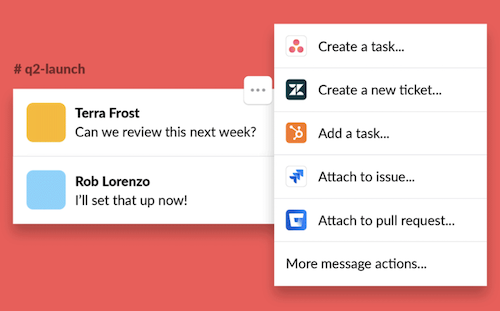 # q2-launch
Terra Frost
Can we review this next week?
Rob Lorenzo
I'll set that up now!
Create a task...
Create a new ticket...
Add a task...
Attach to issue...
Attach to pull request...
More message actions...